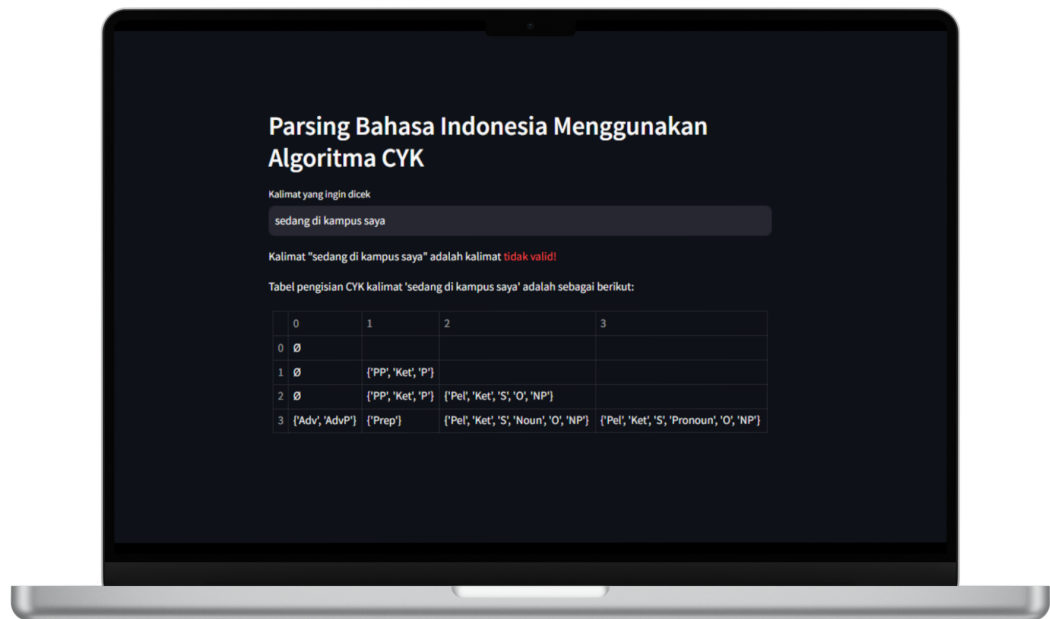 Parsing Bahasa Indonesia Menggunakan
Algoritma CYK
Kalimat yang ingin dicek
sedang di kampus saya
Kalimat "sedang di kampus saya" adalah kalimat tidak valid!
Tabel pengisian CYK kalimat 'sedang di kampus saya' adalah sebagai berikut:
0 1 2 3
0 Ø
1 Ø {'PP', 'Ket', 'P'}
2 Ø {'PP', 'Ket', 'P'} {'Pel', 'Ket', 'S', 'O', 'NP'}
3 {'Adv', 'AdvP'} {'Prep'} {'Pel', 'Ket', 'S', 'Noun', 'O', 'NP'} {'Pel', 'Ket', 'S', 'Pronoun', 'O', 'NP'}